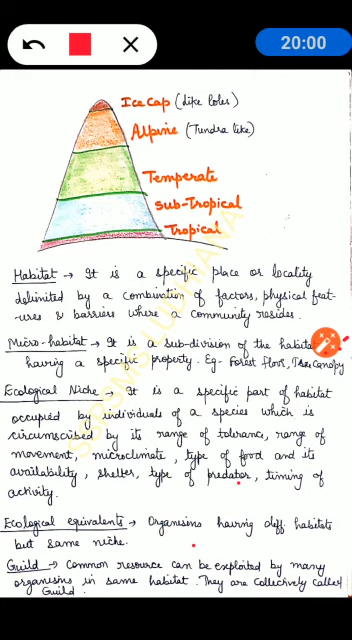 20:00
Ice Cap (Like Poles)
Alpine (Tundra like)
Temperate
Sub-Tropical
Tropical
Habitat → It is a specific place or locality
delimited by a combination of factors, physical feat-
-ures & barriers where a community resides.
Micro-habitat → It is a sub-division of the habita
having a specific property. Eg- Forest floor, Tree canopy
Ecological Niche → It is a specific part of habitat
occupied by individuals of a species which is
circumscribed by its range of tolerance, range of
movement, microclimate, type of food and its
availability, shelter, type of predator, timing of
activity.
Ecological equivalents → Organisms having diff. habitats
but same niche.
Guild → Common resource can be exploited by many
organisms in same habitat. They are collectively called
Guild.